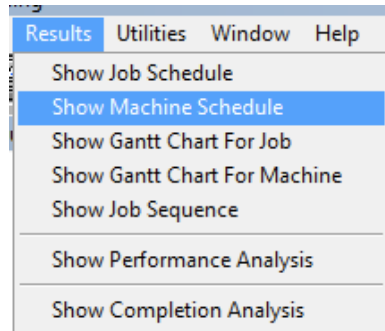 Results Utilities Window Help
Show Job Schedule
Show Machine Schedule
Show Gantt Chart For Job
Show Gantt Chart For Machine
Show Job Sequence
Show Performance Analysis
Show Completion Analysis